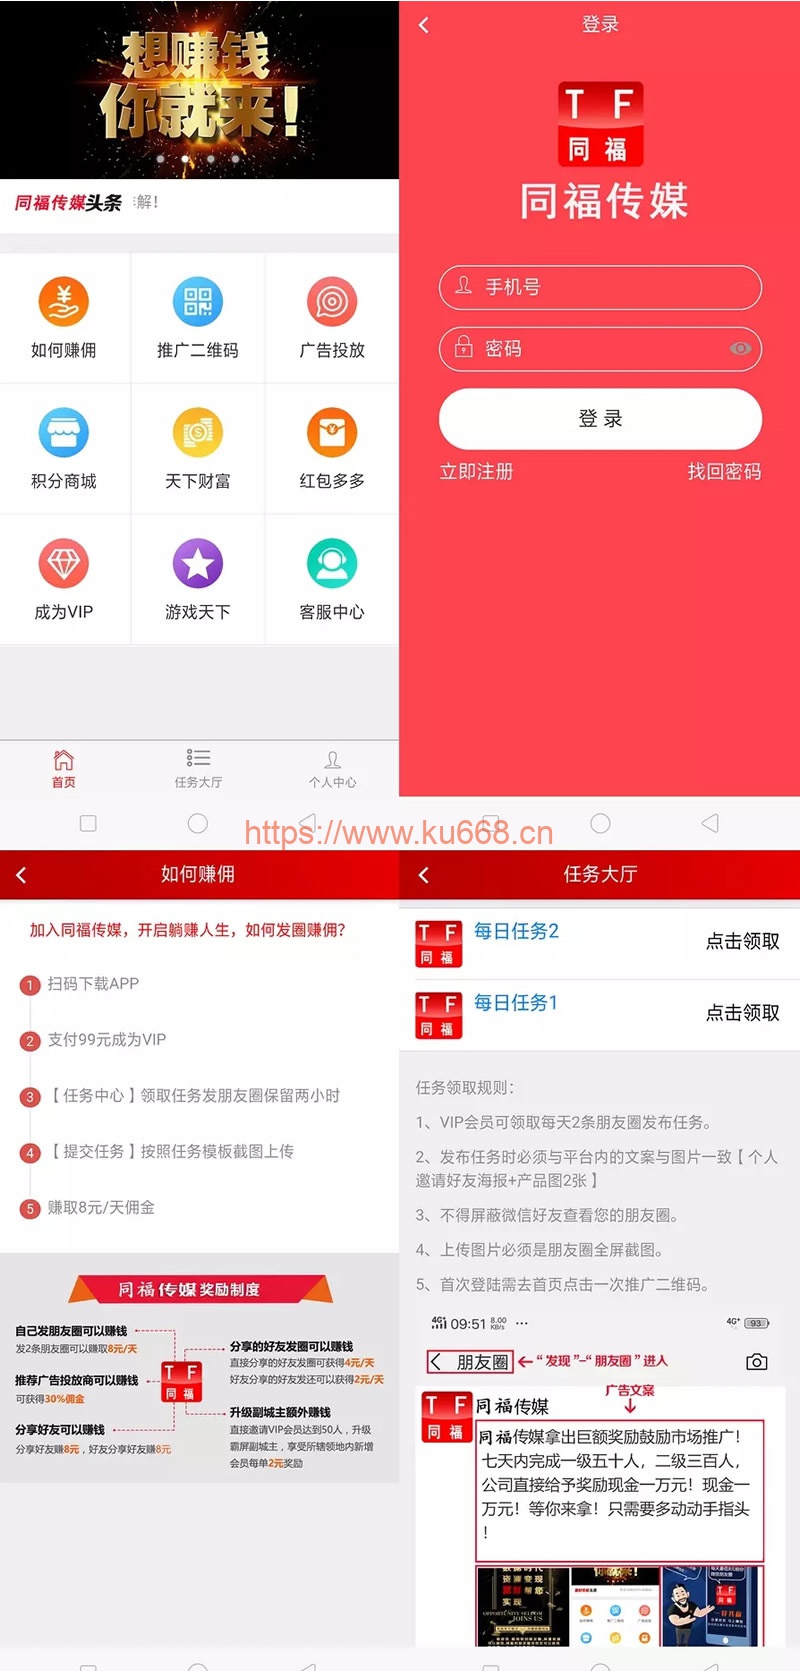 想赚钱
你就来!
同福传媒头条
解!
如何赚佣
推广二维码
广告投放
积分商城
天下财富
红包多多
成为VIP
游戏天下
客服中心
首页
任务大厅
个人中心
登录
T F
同 福
同福传媒
手机号
密码
登 录
立即注册
找回密码
https://www.ku668.cn
如何赚佣
加入同福传媒，开启躺赚人生，如何发圈赚佣?
1 扫码下载APP
2 支付99元成为VIP
3 【任务中心】领取任务发朋友圈保留两小时
4 【提交任务】按照任务模板截图上传
5 赚取8元/天佣金
同福传媒奖励制度
自己发朋友圈可以赚钱
发2条朋友圈可以赚取8元/天
推荐广告投放商可以赚钱
可获得30%佣金
分享好友可以赚钱
分享好友赚8元，好友分享好友赚8元
T F
同 福
分享的好友发圈可以赚钱
直接分享的好友发圈可获得4元/天
好友分享的好友发还可以获得2元/天
升级副城主额外赚钱
直接邀请VIP会员达到50人，升级
霸屏副城主，享受所辖领地内新增
会员每单2元奖励
任务大厅
T F
同 福
每日任务2
点击领取
T F
同 福
每日任务1
点击领取
任务领取规则：
1、VIP会员可领取每天2条朋友圈发布任务。
2、发布任务时必须与平台内的文案与图片一致【个人
邀请好友海报+产品图2张】
3、不得屏蔽微信好友查看您的朋友圈。
4、上传图片必须是朋友圈全屏截图。
5、首次登陆需去首页点击一次推广二维码。
4G 09:51 8.00 KB/s ···
4G+ 93
朋友圈
“发现”-“朋友圈”进入
广告文案
T F
同 福
同福传媒
同福传媒拿出巨额奖励鼓励市场推广！
七天内完成一级五十人，二级三百人，
公司直接给予奖励现金一万元！现金一
万元！等你来拿！只需要多动动手指头
！
实现
JOINS US
T F
同福